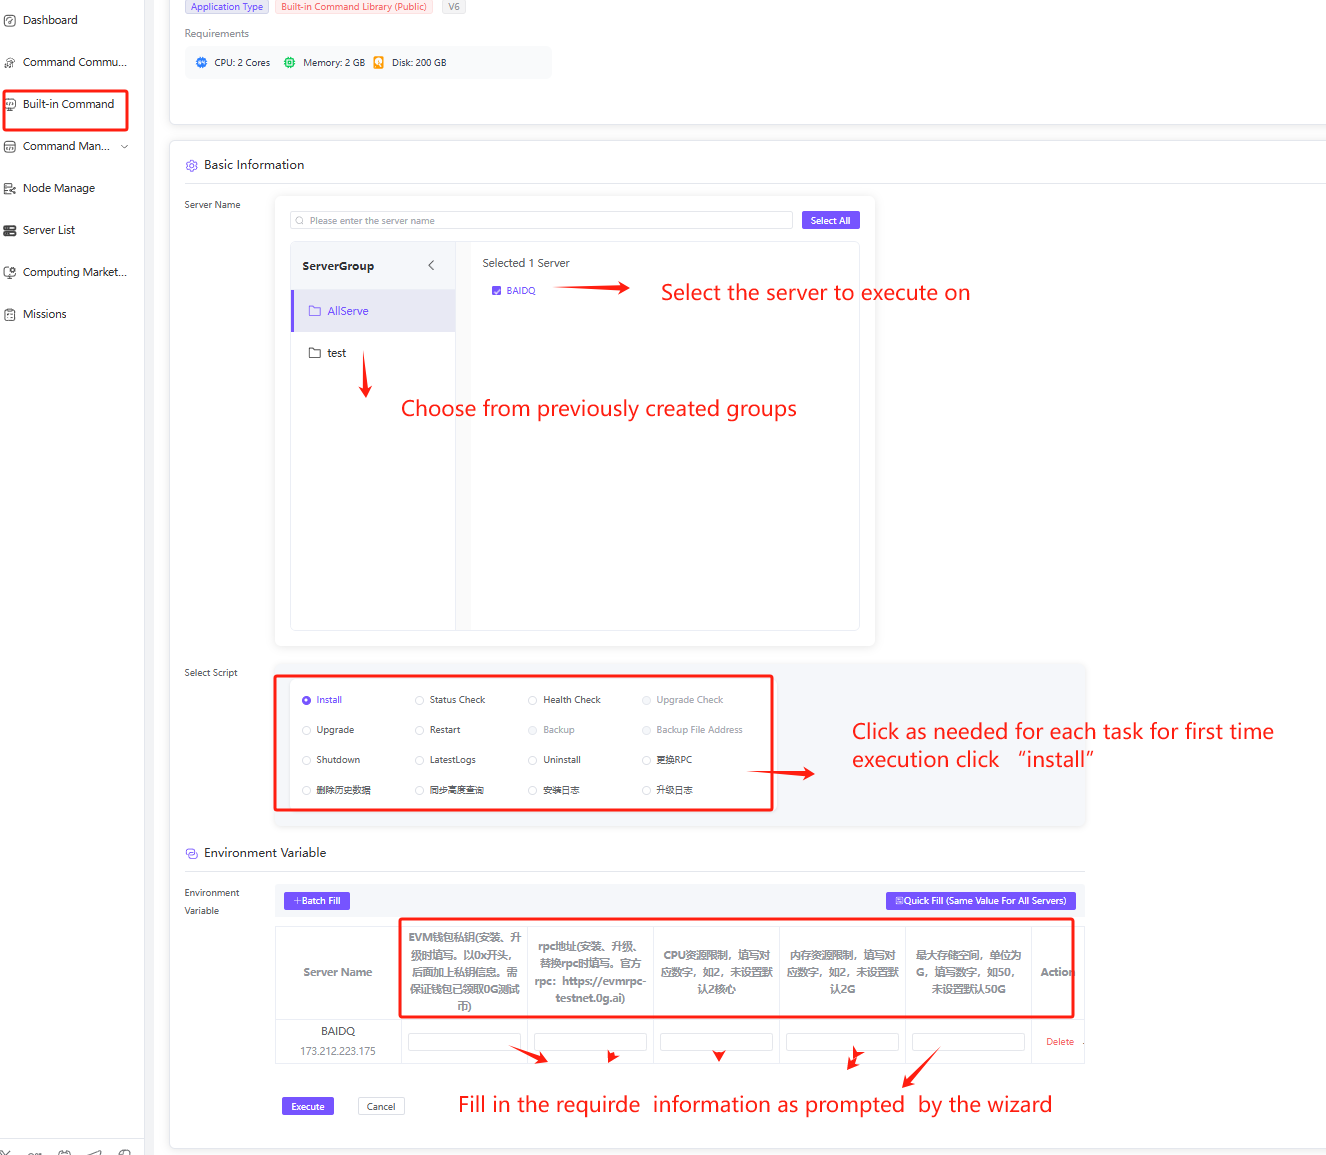 Application Type
Built-in Command Library (Public)
V6
Dashboard
Requirements
Command Commu...
CPU: 2 Cores
Memory: 2 GB
Disk: 200 GB
Built-in Command
Command Man...
Basic Information
Node Manage
Server Name
Please enter the server name
Select All
Server List
ServerGroup
Selected 1 Server
Computing Market...
BAIDQ
Select the server to execute on
AllServe
Missions
test
Choose from previously created groups
Select Script
Install
Status Check
Health Check
Upgrade Check
Upgrade
Restart
Backup
Backup File Address
Click as needed for each task for first time
execution click “install”
Shutdown
LatestLogs
Uninstall
更换RPC
删除历史数据
同步高度查询
安装日志
升级日志
Environment Variable
Environment
Variable
+Batch Fill
Quick Fill (Same Value For All Servers)
Server Name
EVM钱包私钥(安装、升
级时填写。以0x开头，
后面加上私钥信息。需
保证钱包已领取0G测试
币)
rpc地址(安装、升级、
替换rpc时填写。官方
rpc：https://evmrpc-
testnet.0g.ai)
CPU资源限制，填写对
应数字，如2，未设置默
认2核心
内存资源限制，填写对
应数字，如2，未设置默
认2G
最大存储空间，单位为
G，填写数字，如50，
未设置默认50G
Action
BAIDQ
173.212.223.175
Delete
Execute
Cancel
Fill in the requirde information as prompted by the wizard